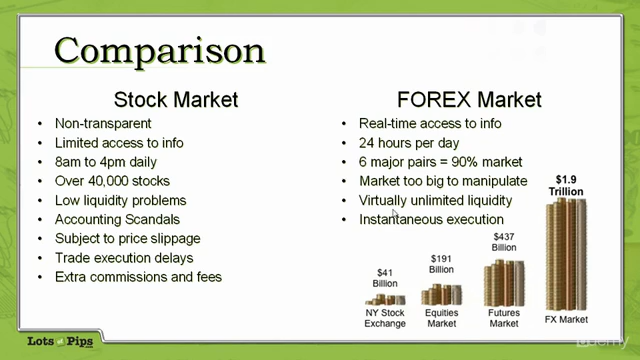 Comparison
Stock Market
• Non-transparent
• Limited access to info
• 8am to 4pm daily
• Over 40,000 stocks
• Low liquidity problems
• Accounting Scandals
• Subject to price slippage
• Trade execution delays
• Extra commissions and fees
FOREX Market
• Real-time access to info
• 24 hours per day
• 6 major pairs = 90% market
• Market too big to manipulate
• Virtually unlimited liquidity
• Instantaneous execution
$41
Billion
NY Stock
Exchange
$191
Billion
Equities
Market
$437
Billion
Futures
Market
$1.9
Trillion
FX Market
Lots of Pips
Udemy